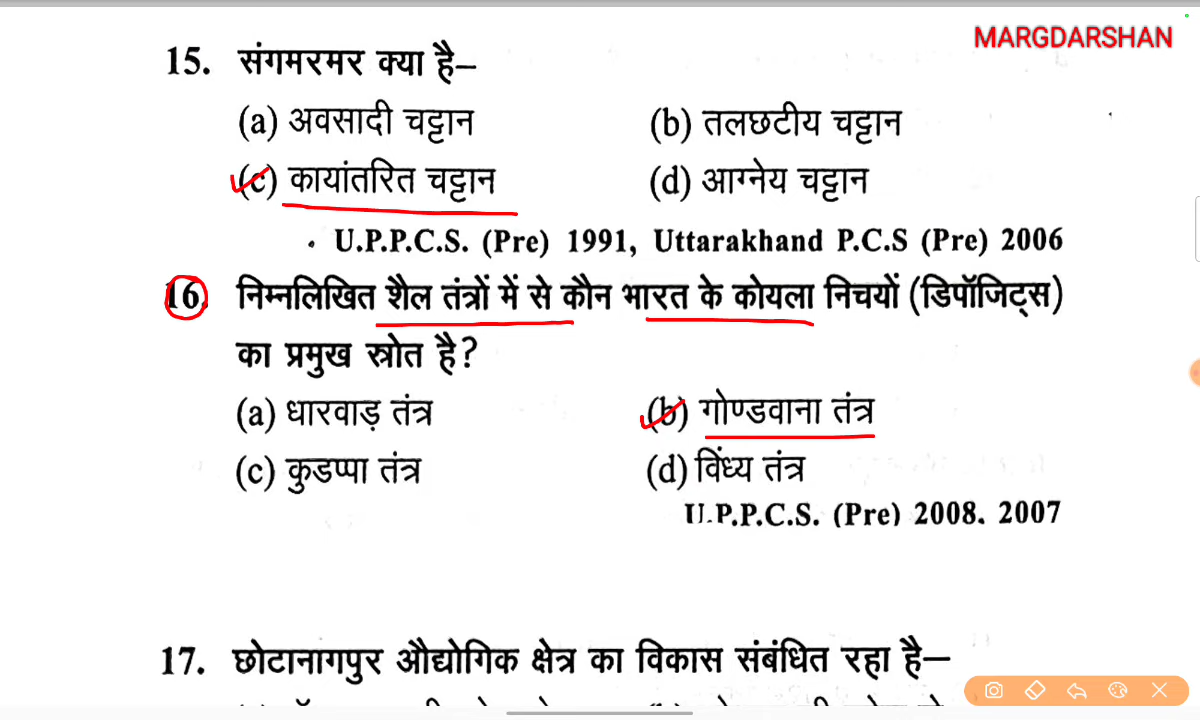 MARGDARSHAN
15. संगमरमर क्या है–
(a) अवसादी चट्टान (b) तलछटीय चट्टान
(c) कायांतरित चट्टान (d) आग्नेय चट्टान
U.P.P.C.S. (Pre) 1991, Uttarakhand P.C.S (Pre) 2006
16. निम्नलिखित शैल तंत्रों में से कौन भारत के कोयला निचयों (डिपॉजिट्स)
का प्रमुख स्रोत है?
(a) धारवाड़ तंत्र (b) गोण्डवाना तंत्र
(c) कुडप्पा तंत्र (d) विंध्य तंत्र
U.P.P.C.S. (Pre) 2008. 2007
17. छोटानागपुर औद्योगिक क्षेत्र का विकास संबंधित रहा है–